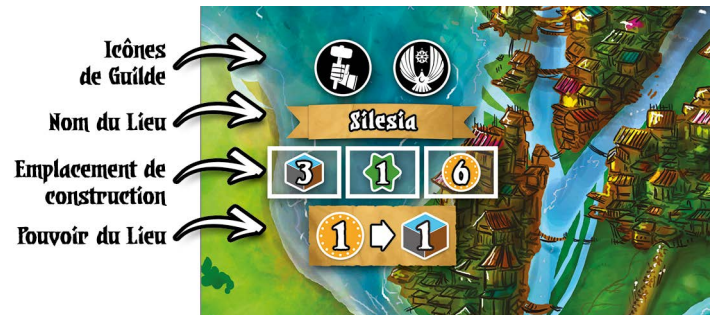 Icônes
de Guilde
Nom du Lieu
Silesia
Emplacement de
construction
3 1 6
Pouvoir du Lieu
1 1